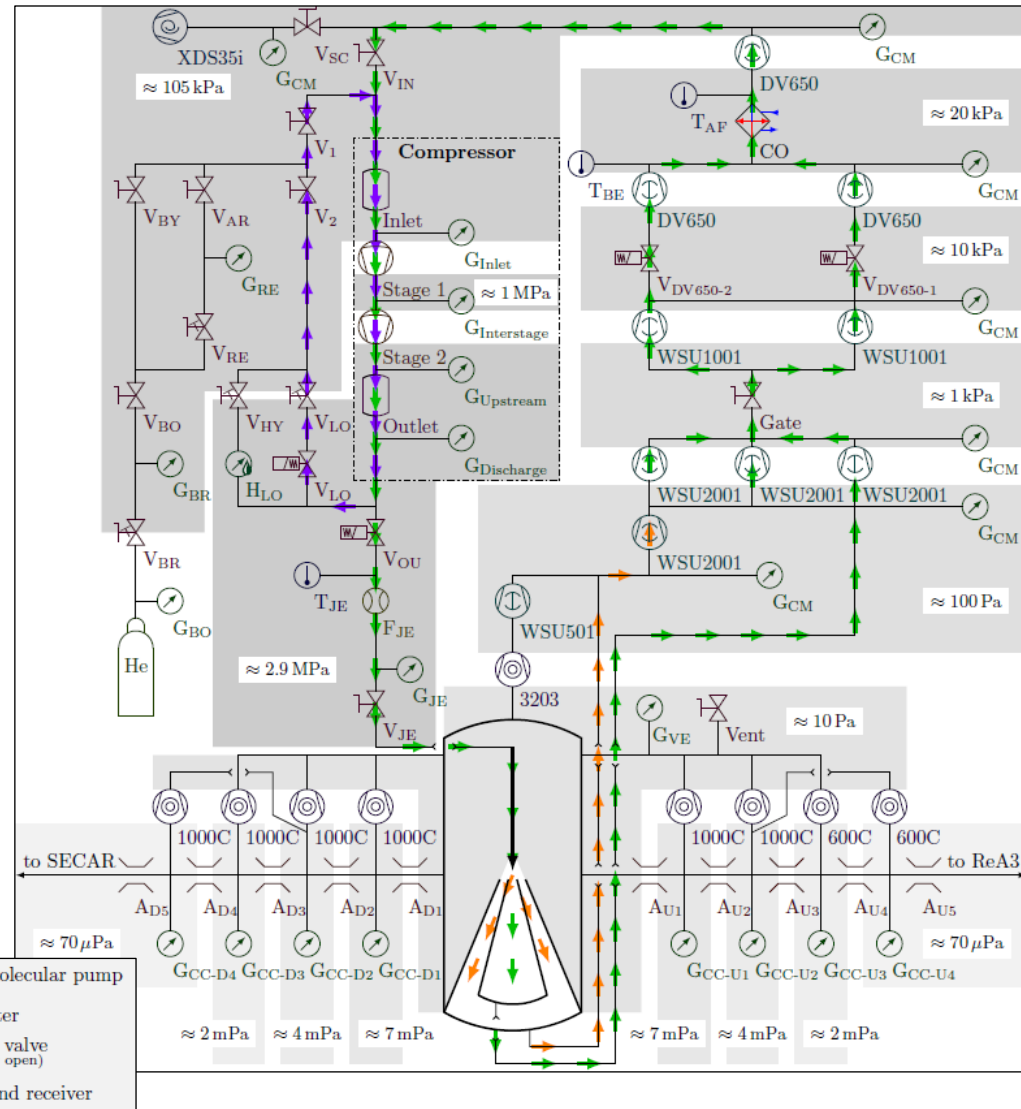 XDS35i
G_CM
V_SC
G_CM
≈ 105 kPa
V_IN
DV650
T_AF
≈ 20 kPa
V_1
CO
Compressor
T_BE
G_CM
V_BY
V_AR
V_2
Inlet
DV650
DV650
G_Inlet
≈ 10 kPa
G_RE
Stage 1
≈ 1 MPa
V_DV650-2
V_DV650-1
G_Interstage
G_CM
V_RE
Stage 2
WSU1001
WSU1001
G_Upstream
≈ 1 kPa
V_BO
V_HY
V_LO
Outlet
Gate
G_Discharge
G_CM
G_BR
H_LO
V_LO
WSU2001
WSU2001
WSU2001
G_CM
V_BR
V_OU
WSU2001
T_JE
G_CM
≈ 100 Pa
G_BO
F_JE
WSU501
He
≈ 2.9 MPa
G_JE
3203
V_JE
G_VE
Vent
≈ 10 Pa
1000C
1000C
1000C
1000C
1000C
1000C
600C
600C
to SECAR
to ReA3
A_D5
A_D4
A_D3
A_D2
A_D1
A_U1
A_U2
A_U3
A_U4
A_U5
≈ 70 μPa
≈ 70 μPa
G_CC-D4
G_CC-D3
G_CC-D2
G_CC-D1
G_CC-U1
G_CC-U2
G_CC-U3
G_CC-U4
olecular pump
ter
≈ 2 mPa
≈ 4 mPa
≈ 7 mPa
≈ 7 mPa
≈ 4 mPa
≈ 2 mPa
valve
open)
nd receiver